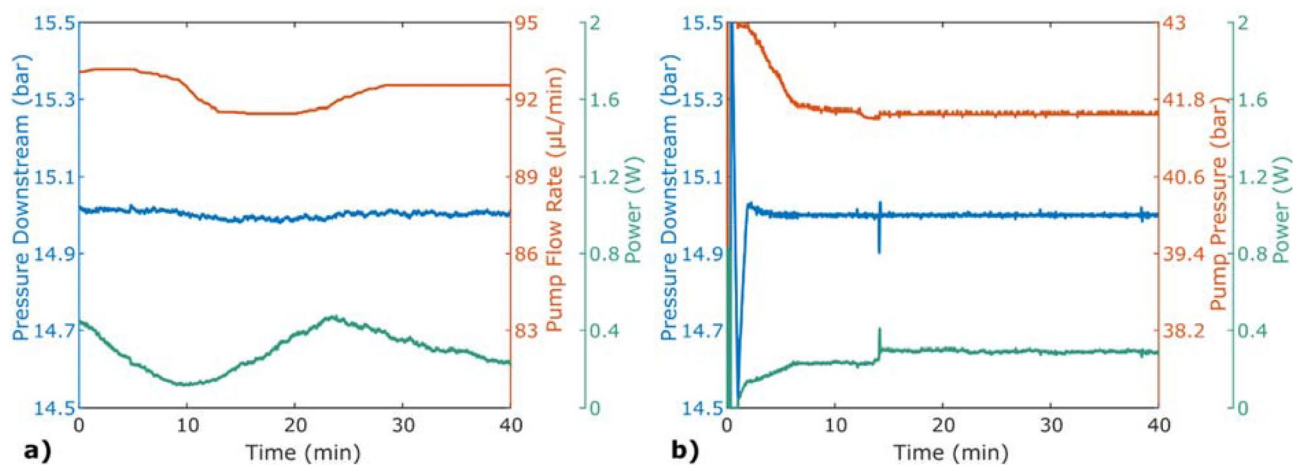 15.5
15.3
15.1
14.9
14.7
14.5
Pressure Downstream (bar)
95
92
89
86
83
80
Pump Flow Rate (µL/min)
2
1.6
1.2
0.8
0.4
0
Power (W)
0 10 20 30 40
Time (min)
a)
15.5
15.3
15.1
14.9
14.7
14.5
Pressure Downstream (bar)
43
41.8
40.6
39.4
38.2
Pump Pressure (bar)
2
1.6
1.2
0.8
0.4
0
Power (W)
0 10 20 30 40
Time (min)
b)